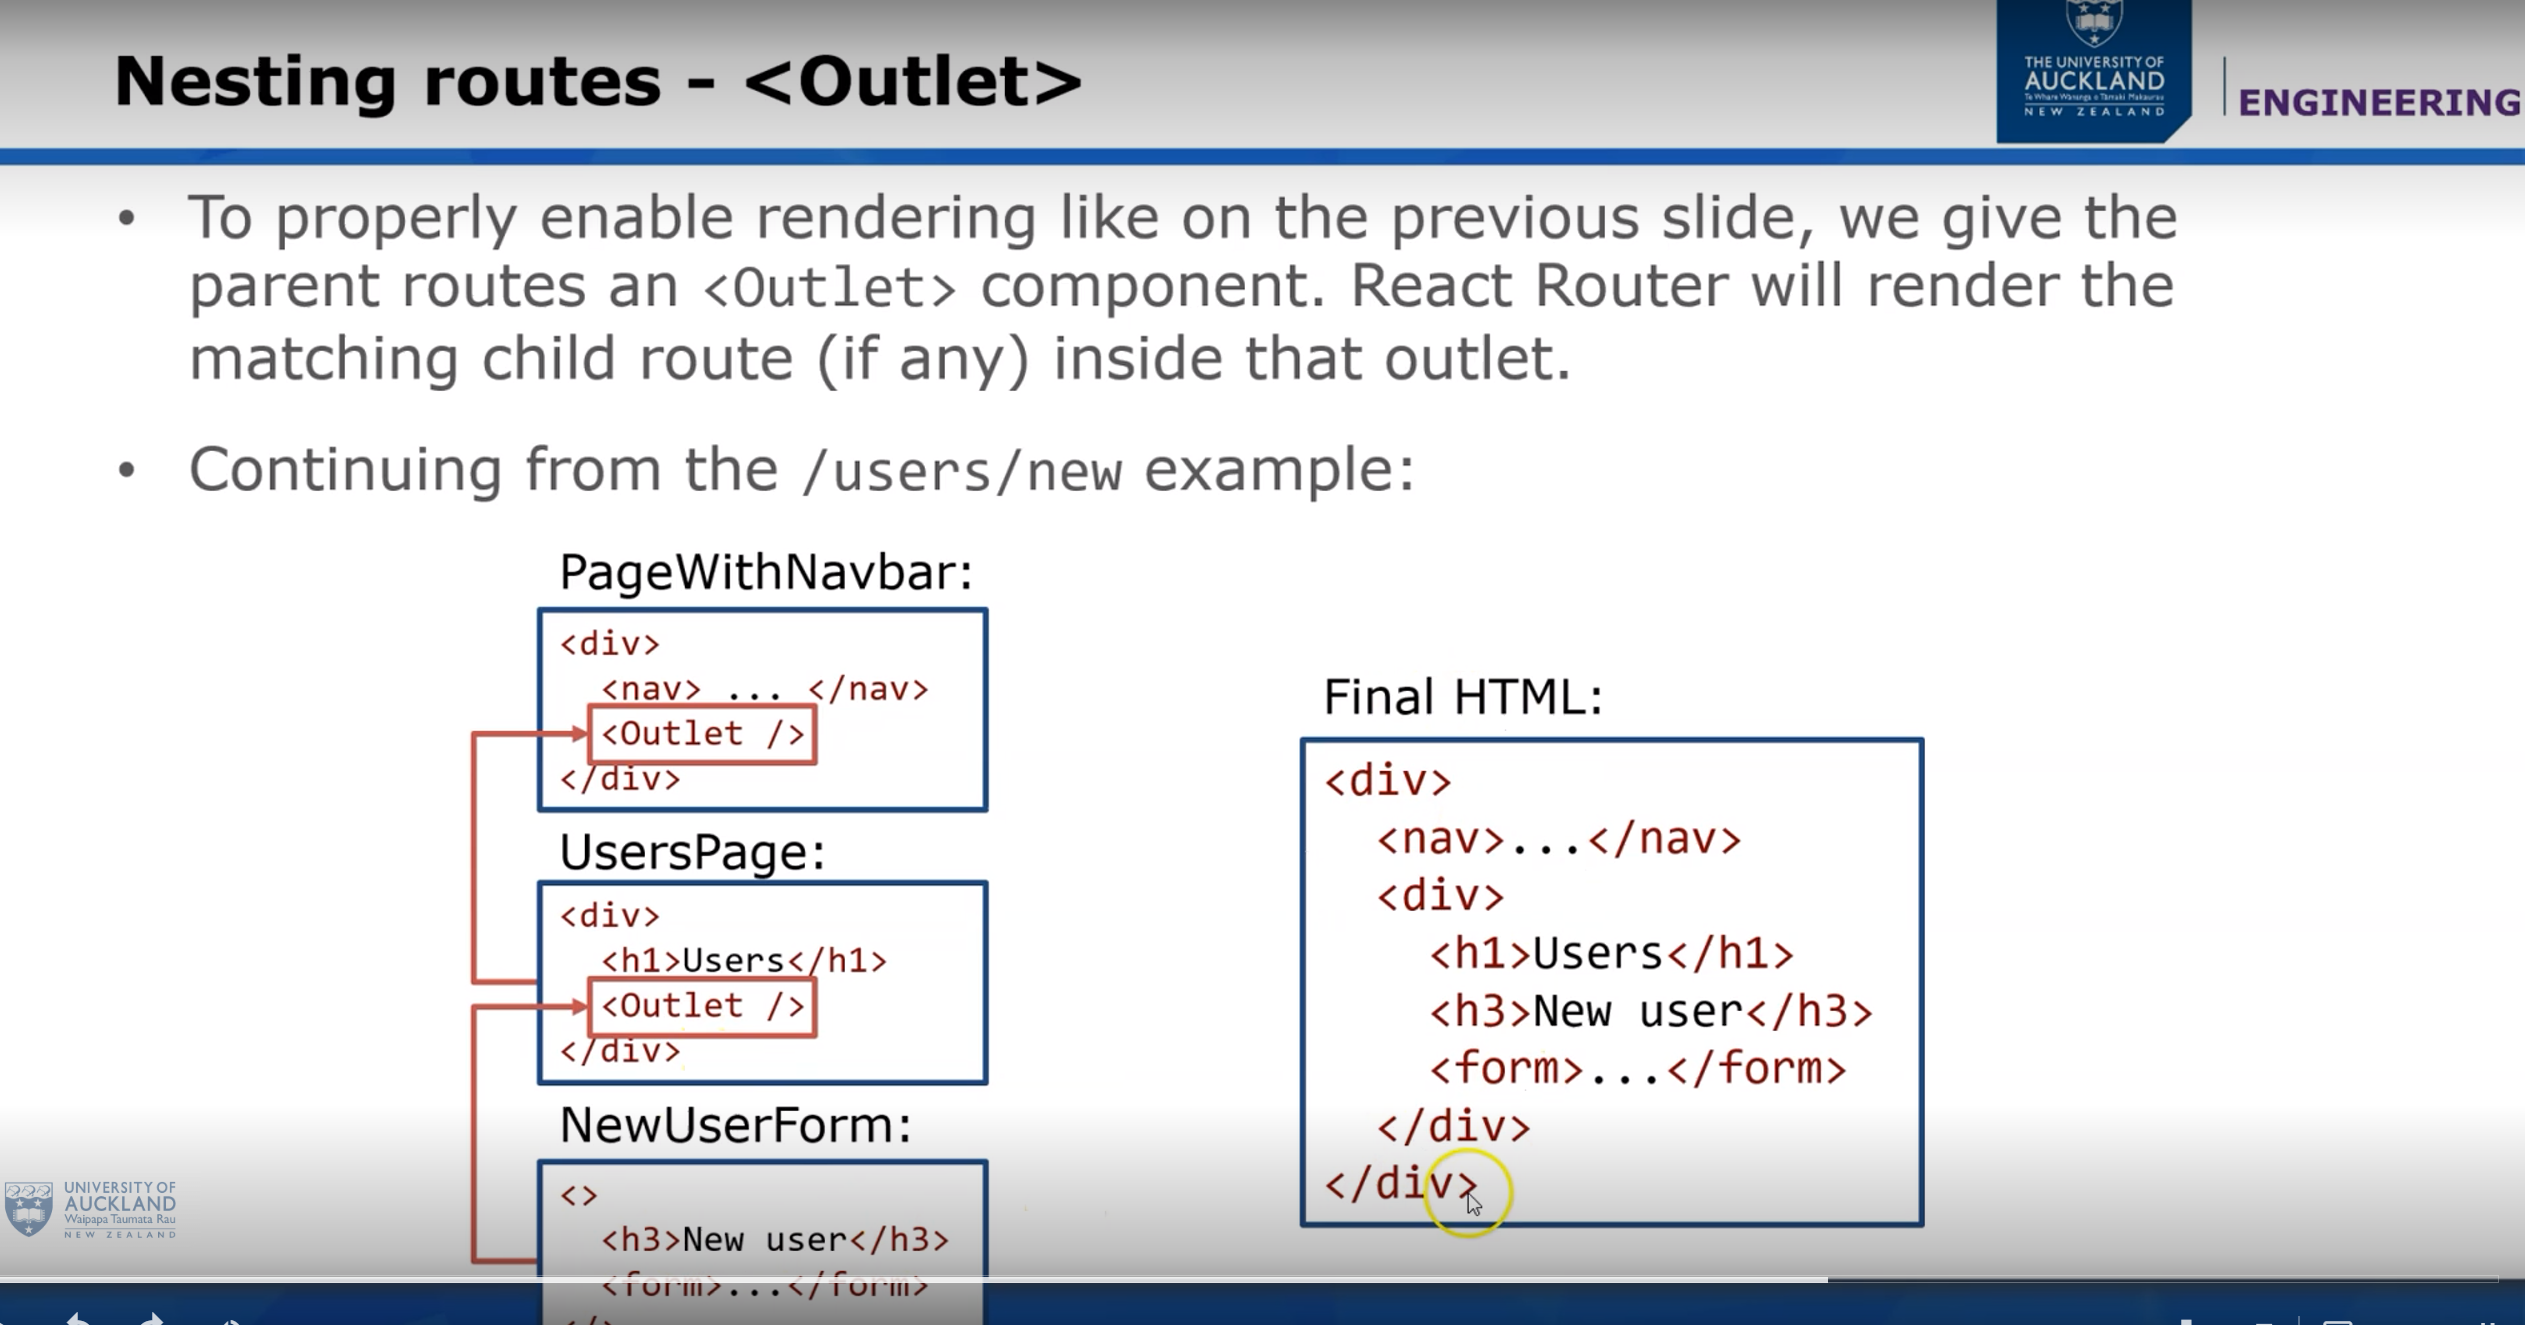 Nesting routes - <Outlet>
THE UNIVERSITY OF
AUCKLAND
Te Whare Wānanga o Tāmaki Makaurau
NEW ZEALAND
ENGINEERING
• To properly enable rendering like on the previous slide, we give the
parent routes an <Outlet> component. React Router will render the
matching child route (if any) inside that outlet.
• Continuing from the /users/new example:
PageWithNavbar:
<div>
<nav> ... </nav>
<Outlet />
</div>
UsersPage:
<div>
<h1>Users</h1>
<Outlet />
</div>
NewUserForm:
<>
<h3>New user</h3>
<form>...</form>
</>
Final HTML:
<div>
<nav>...</nav>
<div>
<h1>Users</h1>
<h3>New user</h3>
<form>...</form>
</div>
</div>
UNIVERSITY OF
AUCKLAND
Waipapa Taumata Rau
NEW ZEALAND